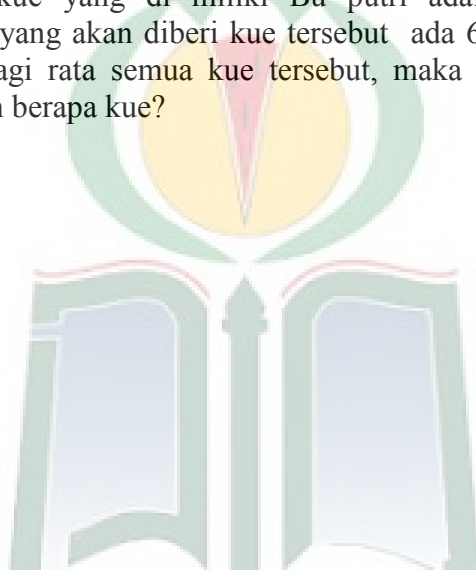 kue yang di miliki Bu putri
yang akan diberi kue tersebut ada 6
rata semua kue tersebut, maka
berapa kue?